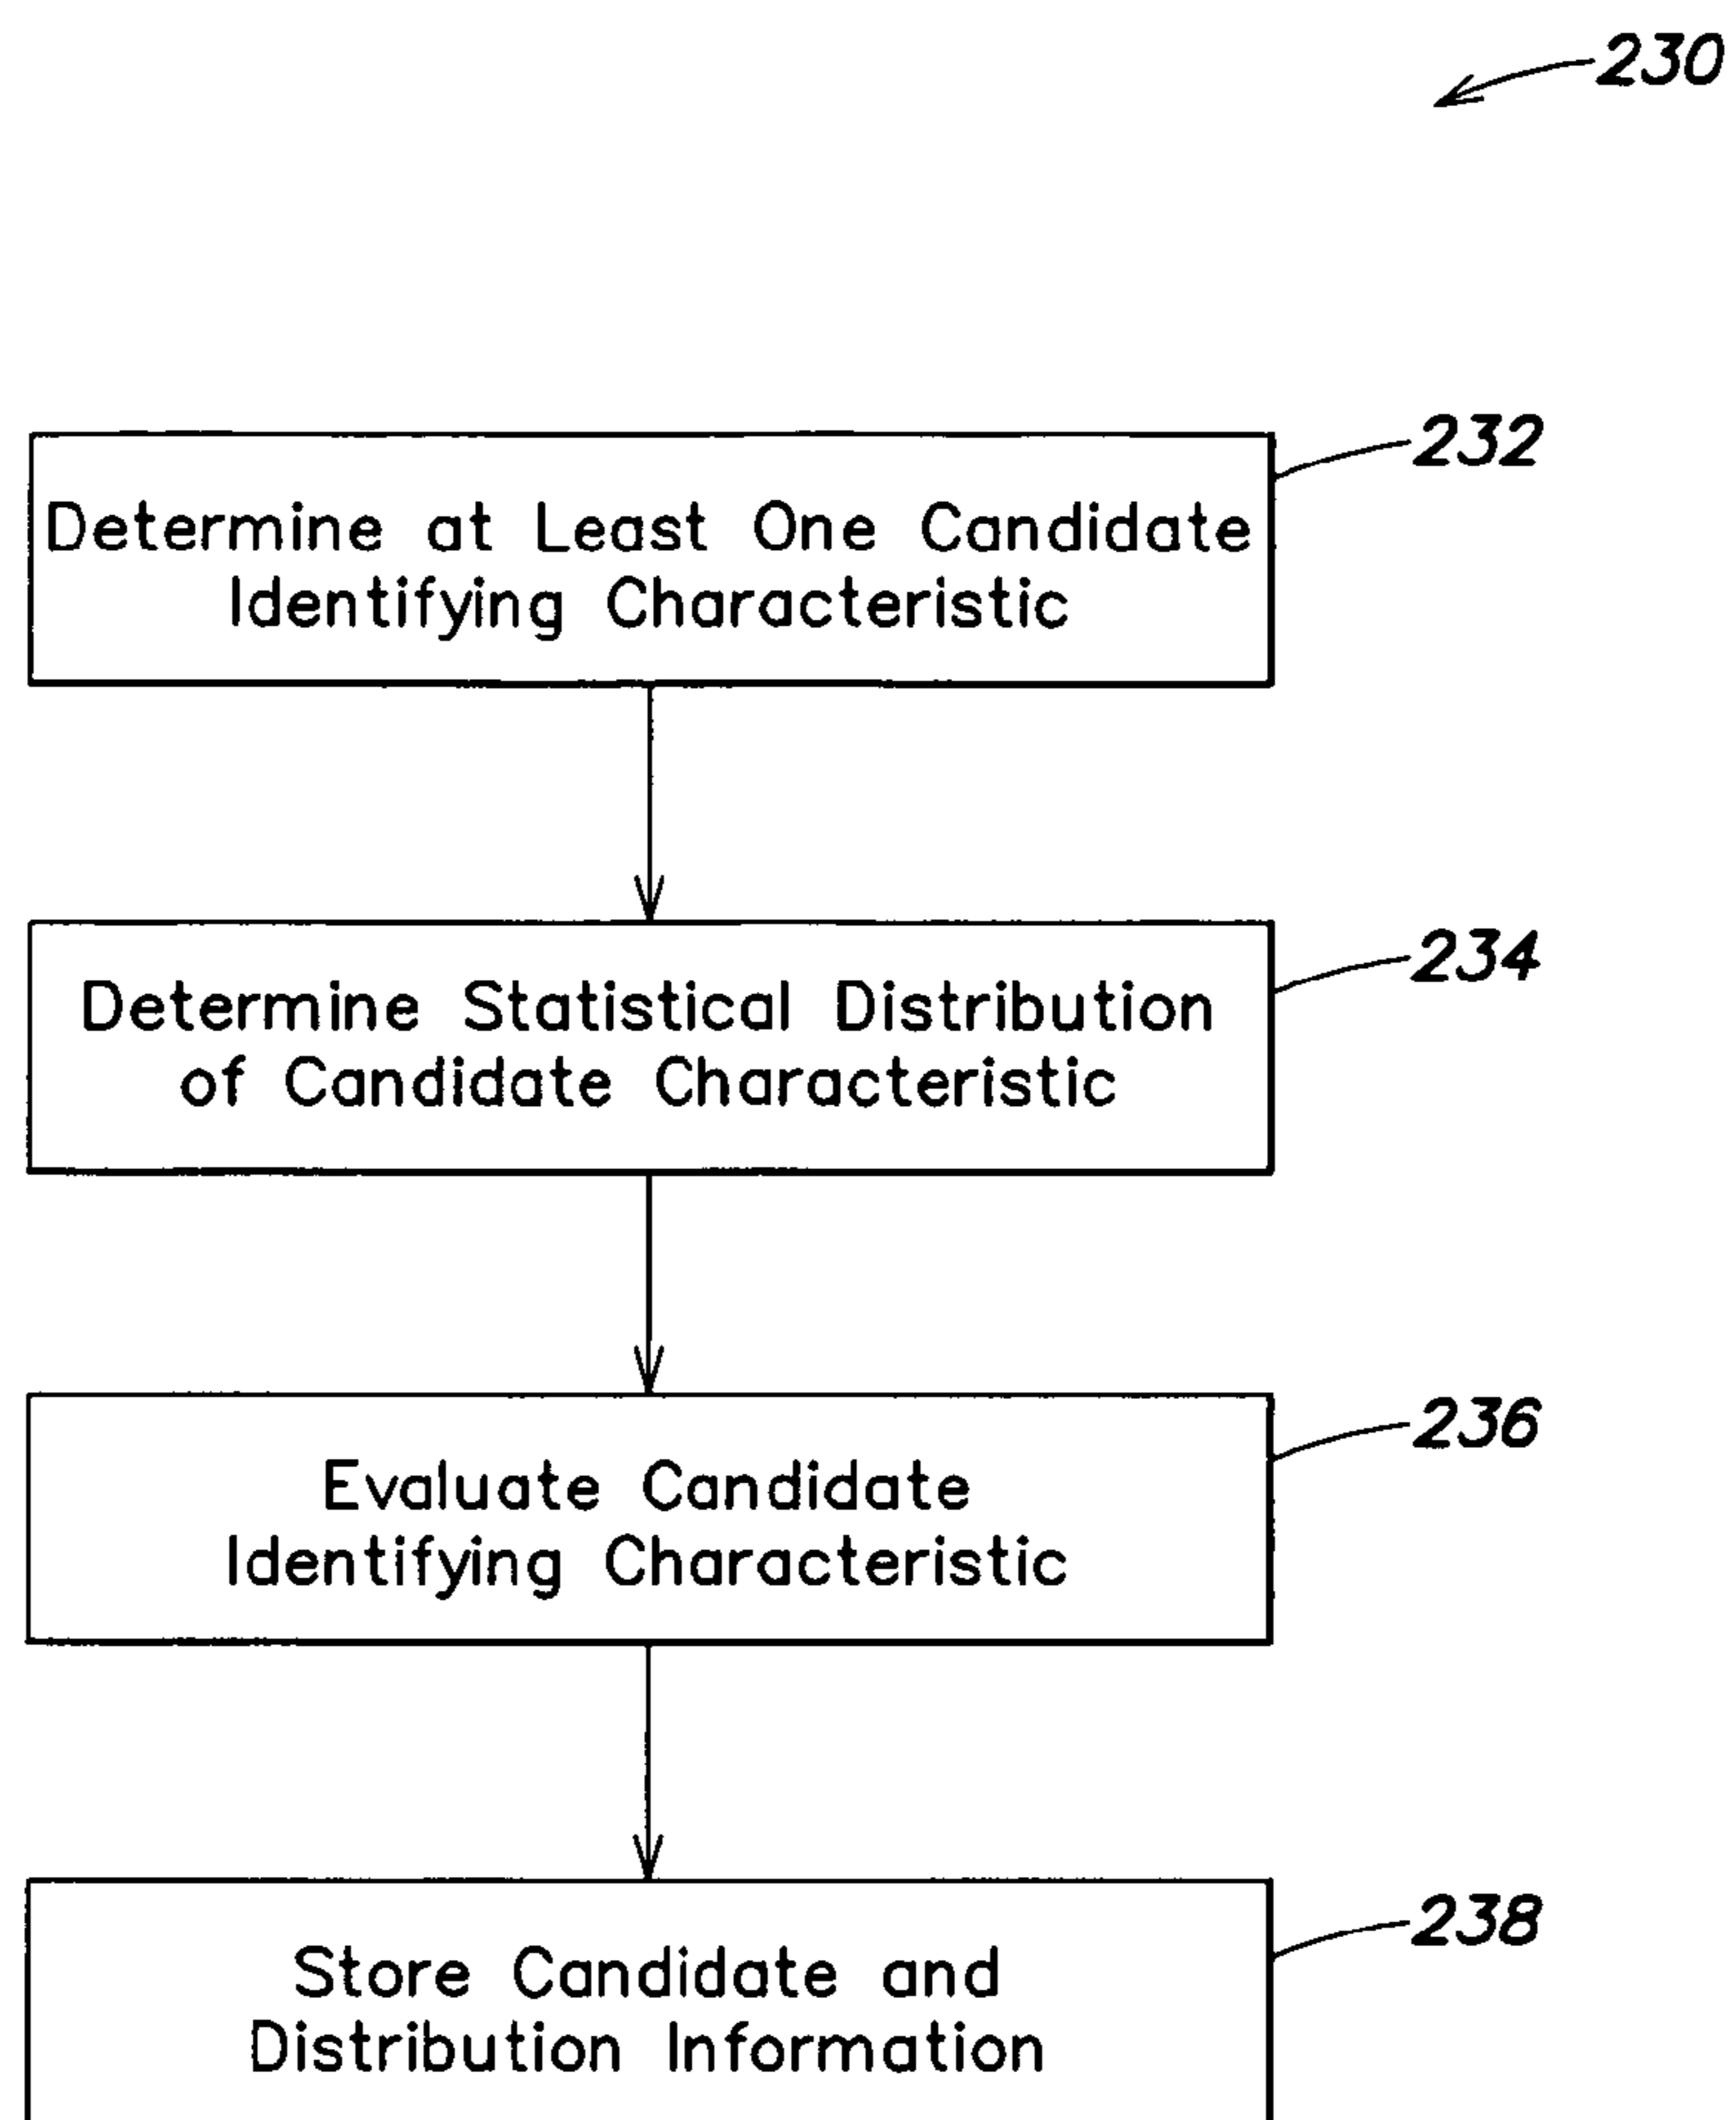 230
232
Determine at Least One Candidate
Identifying Characteristic
234
Determine Statistical Distribution
of Candidate Characteristic
236
Evaluate Candidate
Identifying Characteristic
238
Store Candidate and
Distribution Information